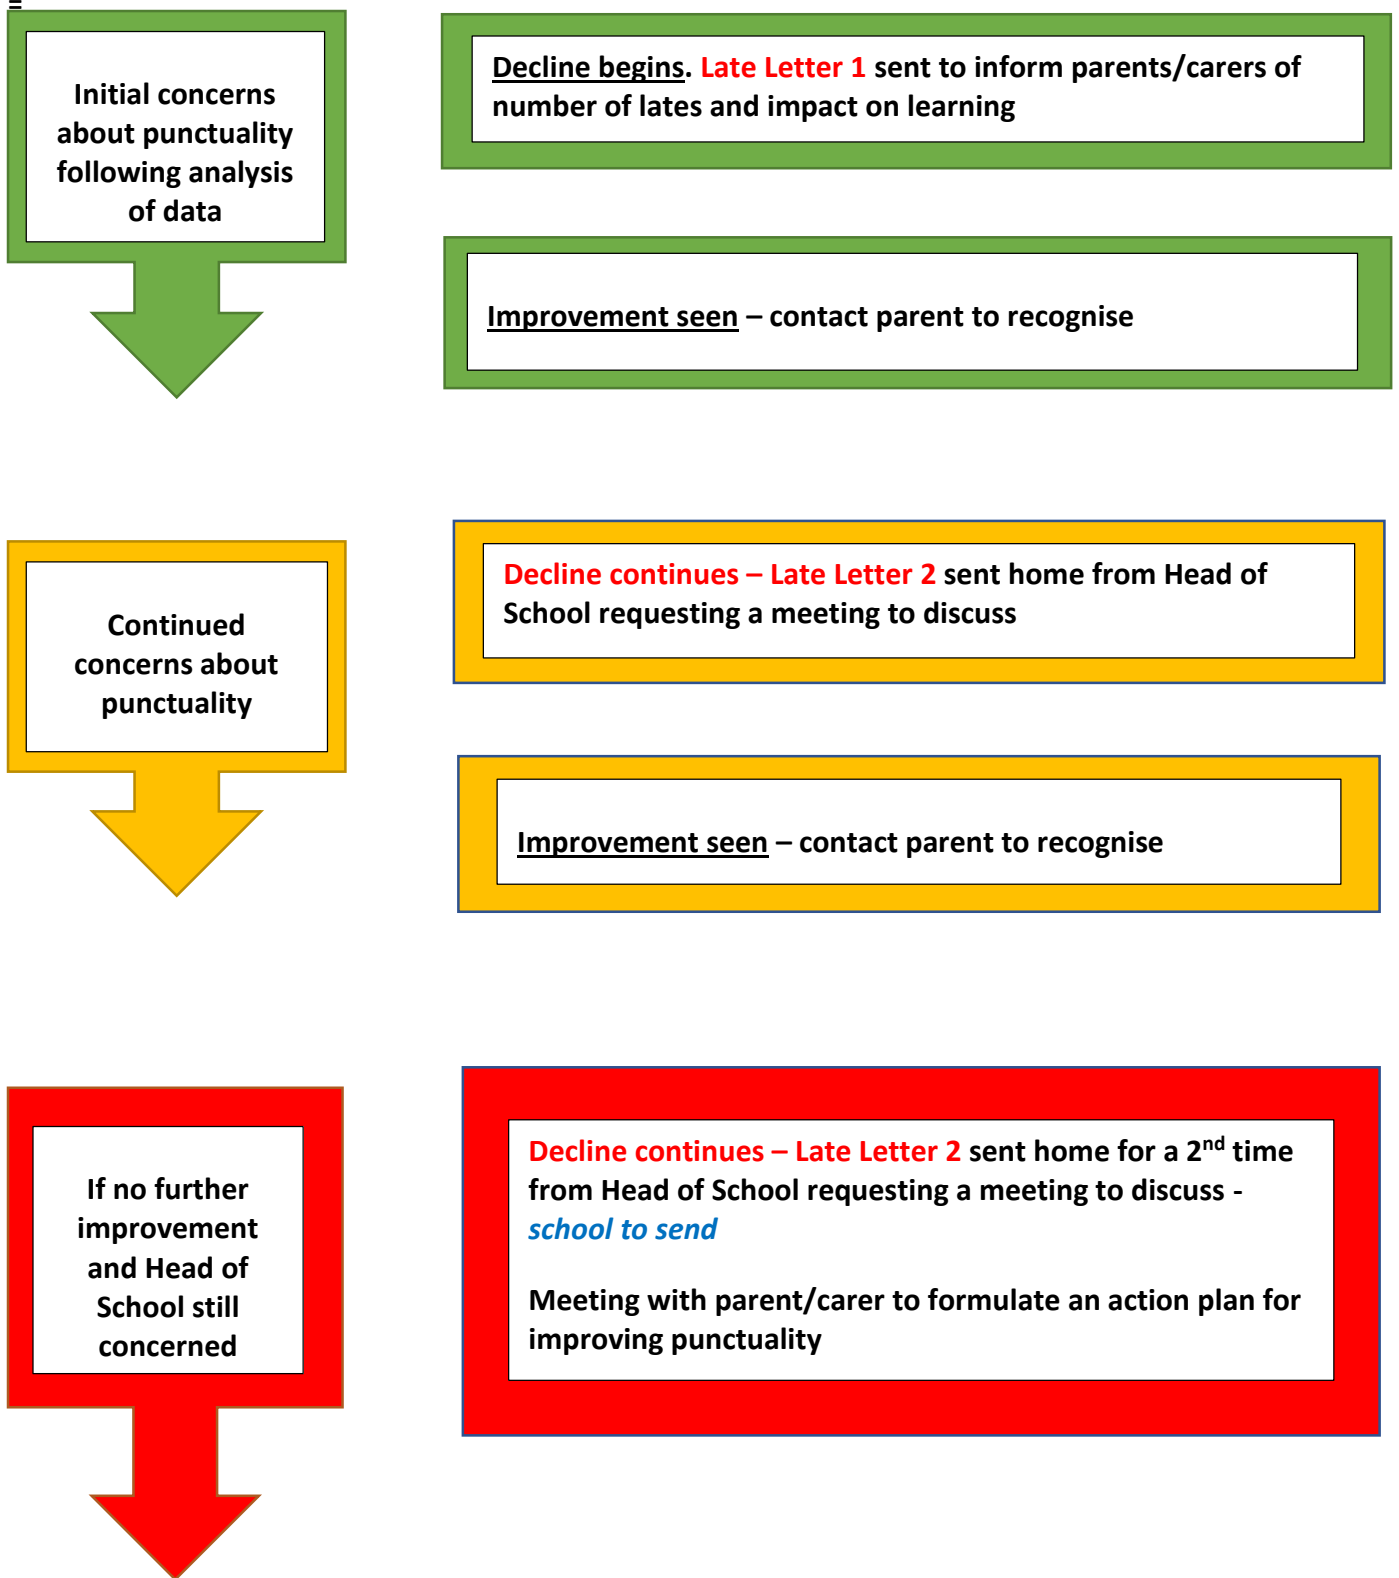 Initial concerns
about punctuality
following analysis
of data
Decline begins. Late Letter 1 sent to inform parents/carers of
number of lates and impact on learning
Improvement seen – contact parent to recognise
Continued
concerns about
punctuality
Decline continues – Late Letter 2 sent home from Head of
School requesting a meeting to discuss
Improvement seen – contact parent to recognise
If no further
improvement
and Head of
School still
concerned
Decline continues – Late Letter 2 sent home for a 2nd time
from Head of School requesting a meeting to discuss -
school to send
Meeting with parent/carer to formulate an action plan for
improving punctuality